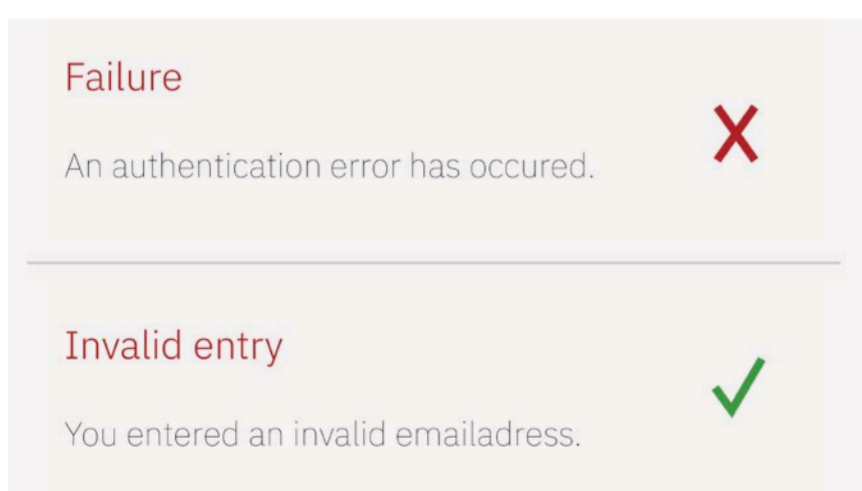 Failure
An authentication error has occured.
Invalid entry
You entered an invalid emailadress.